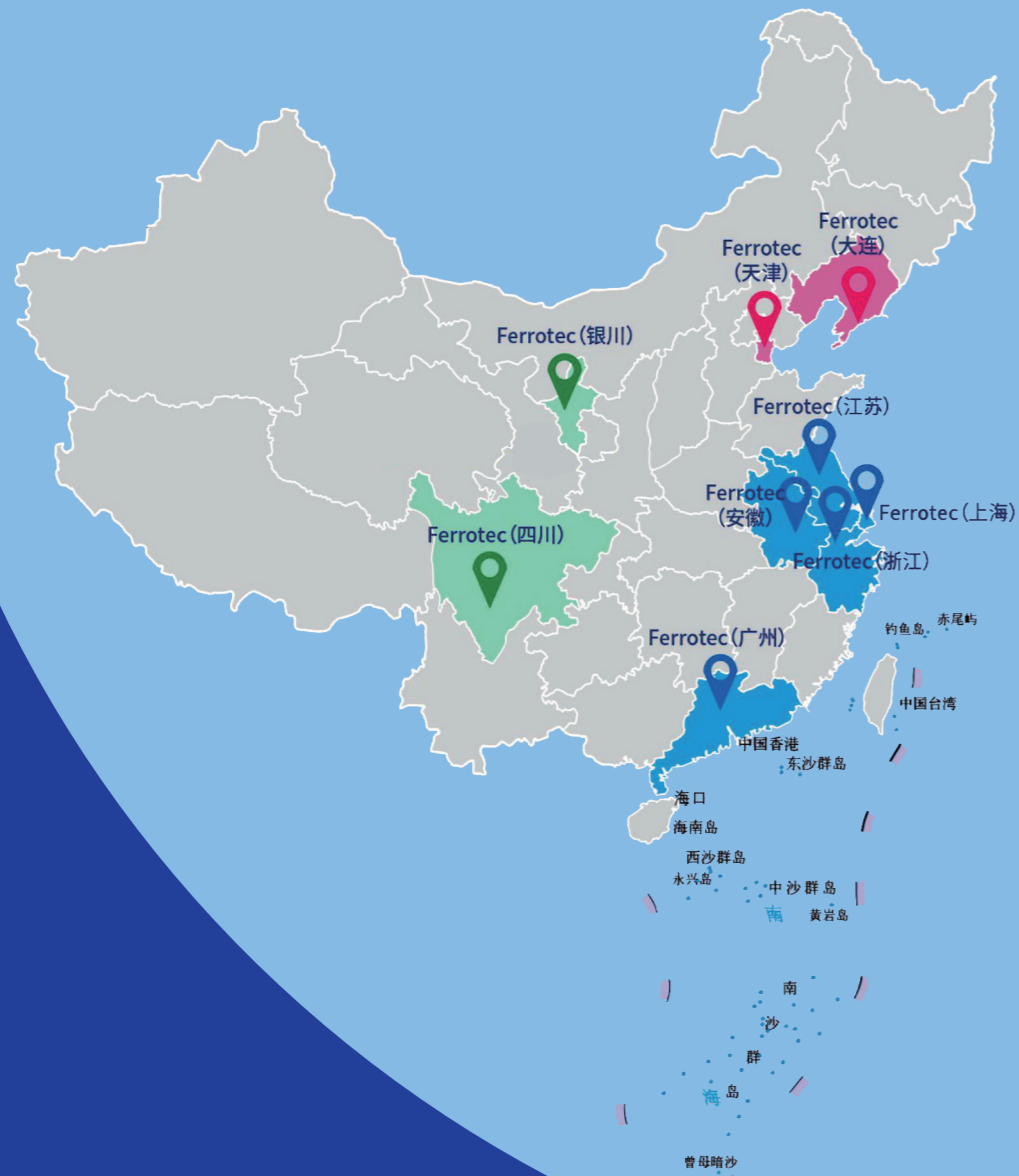 Ferrotec
(大连)
Ferrotec
(天津)
Ferrotec(银川)
Ferrotec(江苏)
Ferrotec
(安徽)
Ferrotec(上海)
Ferrotec(四川)
Ferrotec(浙江)
Ferrotec(广州)
钓鱼岛
赤尾屿
中国台湾
中国香港
东沙群岛
海口
海南岛
西沙群岛
永兴岛
中沙群岛
南
黄岩岛
南
沙
群
岛
海
曾母暗沙